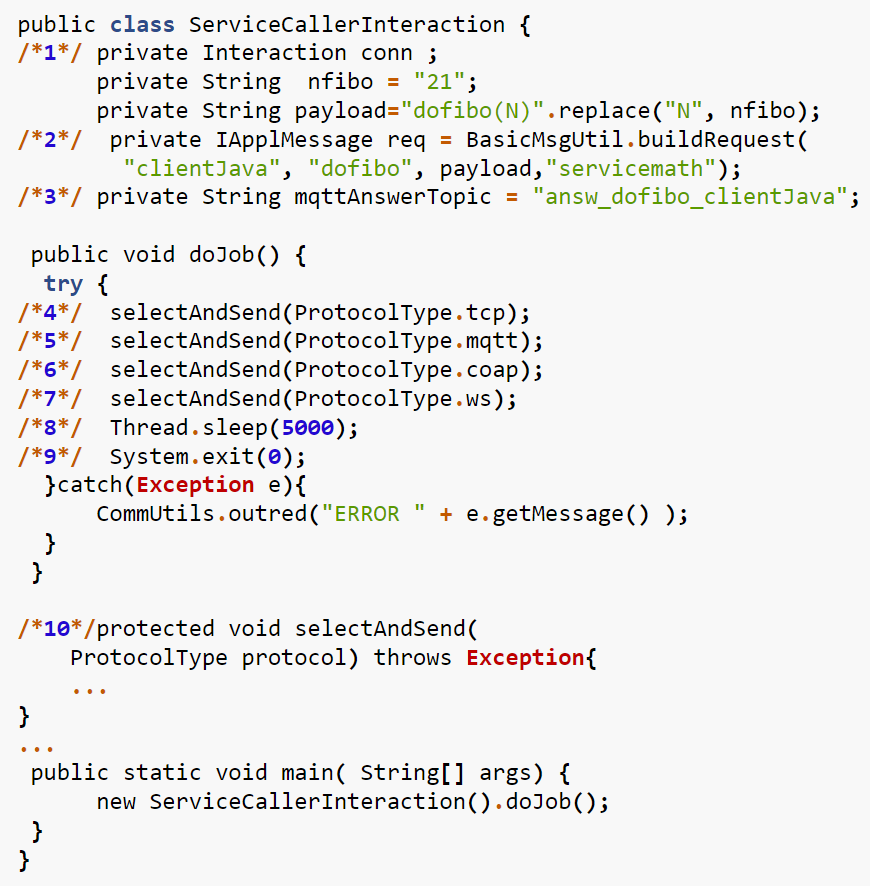 public class ServiceCallerInteraction {
/*1*/ private Interaction conn ;
      private String  nfibo = "21";
      private String payload="dofibo(N)".replace("N", nfibo);
/*2*/  private IApplMessage req = BasicMsgUtil.buildRequest(
        "clientJava", "dofibo", payload,"servicemath");
/*3*/ private String mqttAnswerTopic = "answ_dofibo_clientJava";

 public void doJob() {
  try {
/*4*/  selectAndSend(ProtocolType.tcp);
/*5*/  selectAndSend(ProtocolType.mqtt);
/*6*/  selectAndSend(ProtocolType.coap);
/*7*/  selectAndSend(ProtocolType.ws);
/*8*/  Thread.sleep(5000);
/*9*/  System.exit(0);
  }catch(Exception e){
      CommUtils.outred("ERROR " + e.getMessage() );
  }
 }

/*10*/protected void selectAndSend(
    ProtocolType protocol) throws Exception{
    ...
}
...
 public static void main( String[] args) {
      new ServiceCallerInteraction().doJob();
 }
}